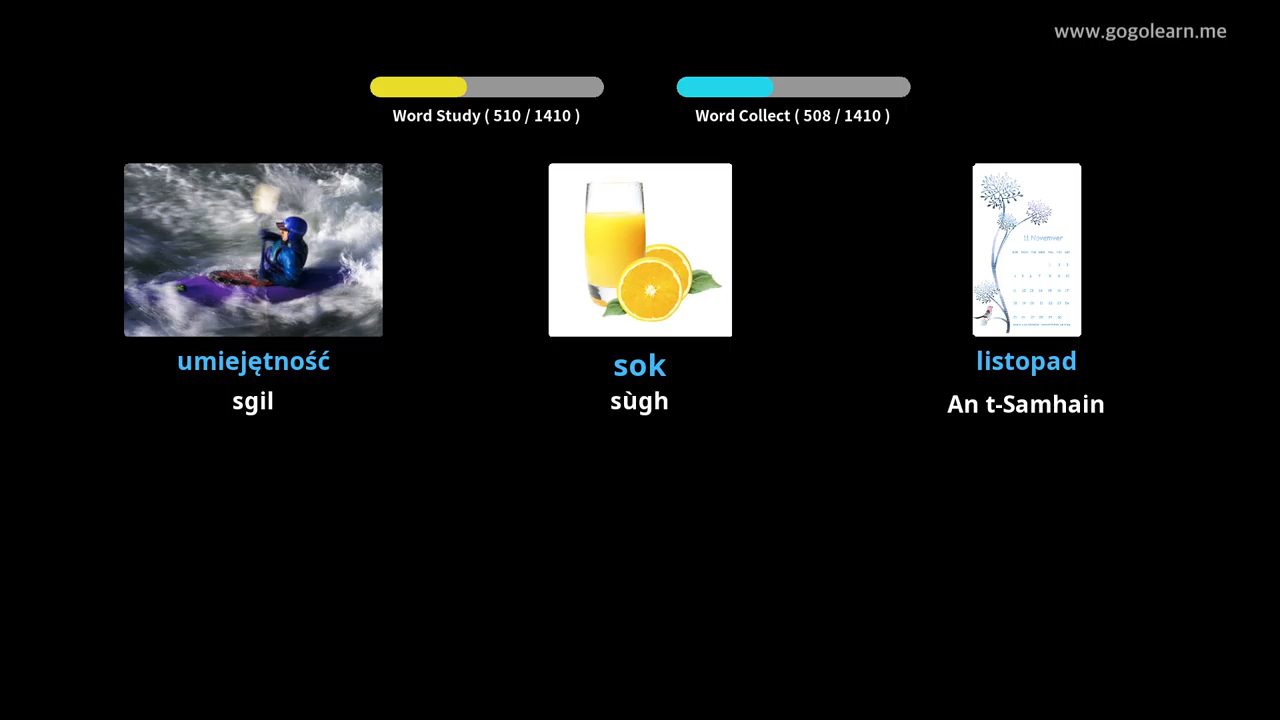 www.gogolearn.me
Word Study ( 510 / 1410 )
Word Collect ( 508 / 1410 )
umiejętność
sgil
sok
sùgh
listopad
An t-Samhain